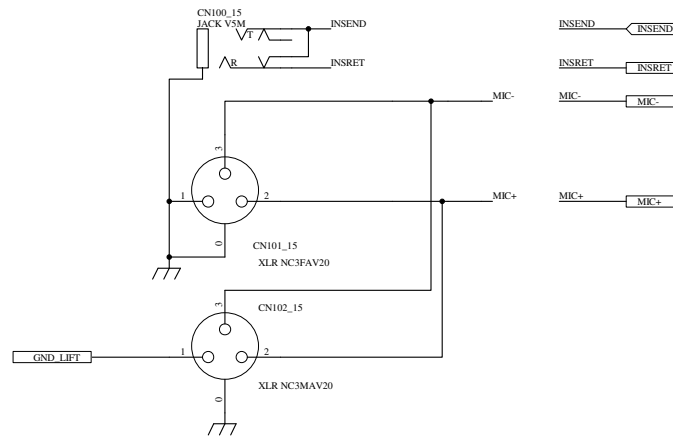 CN100_15
JACK V5M
T
INSEND
INSEND
INSEND
R
INSRET
INSRET
INSRET
MIC-
MIC-
MIC-
3
1
2
MIC+
MIC+
MIC+
0
CN101_15
XLR NC3FAV20
3
CN102_15
GND_LIFT
1
2
XLR NC3MAV20
0